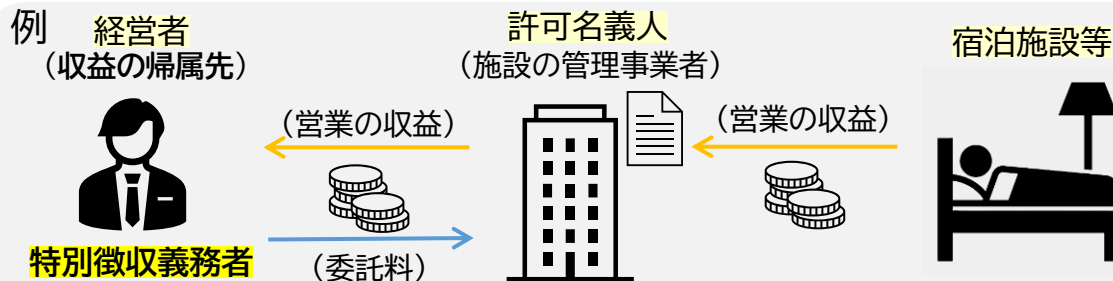 例
経営者
（収益の帰属先）
許可名義人
（施設の管理事業者）
宿泊施設等
（営業の収益）
（営業の収益）
特別徴収義務者
（委託料）